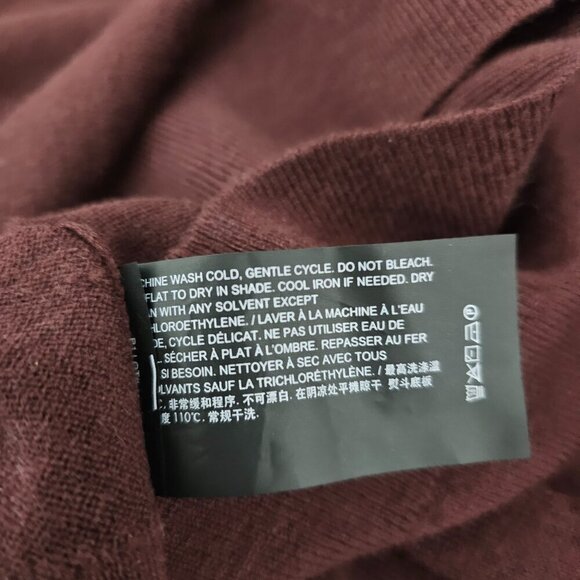 CHINE WASH COLD, GENTLE CYCLE. DO NOT BLEACH.
FLAT TO DRY IN SHADE. COOL IRON IF NEEDED. DRY
AN WITH ANY SOLVENT EXCEPT
HLOROETHYLENE. / LAVER À LA MACHINE À L'EAU
DE, CYCLE DÉLICAT. NE PAS UTILISER EAU DE
L. SÉCHER À PLAT À L'OMBRE. REPASSER AU FER
SI BESOIN. NETTOYER À SEC AVEC TOUS
LVANTS SAUF LA TRICHLORÉTHYLÈNE. / 最高洗涤温
C, 非常缓和程序. 不可漂白. 在阴凉处平摊晾干 熨斗底板
度 110℃. 常规干洗.